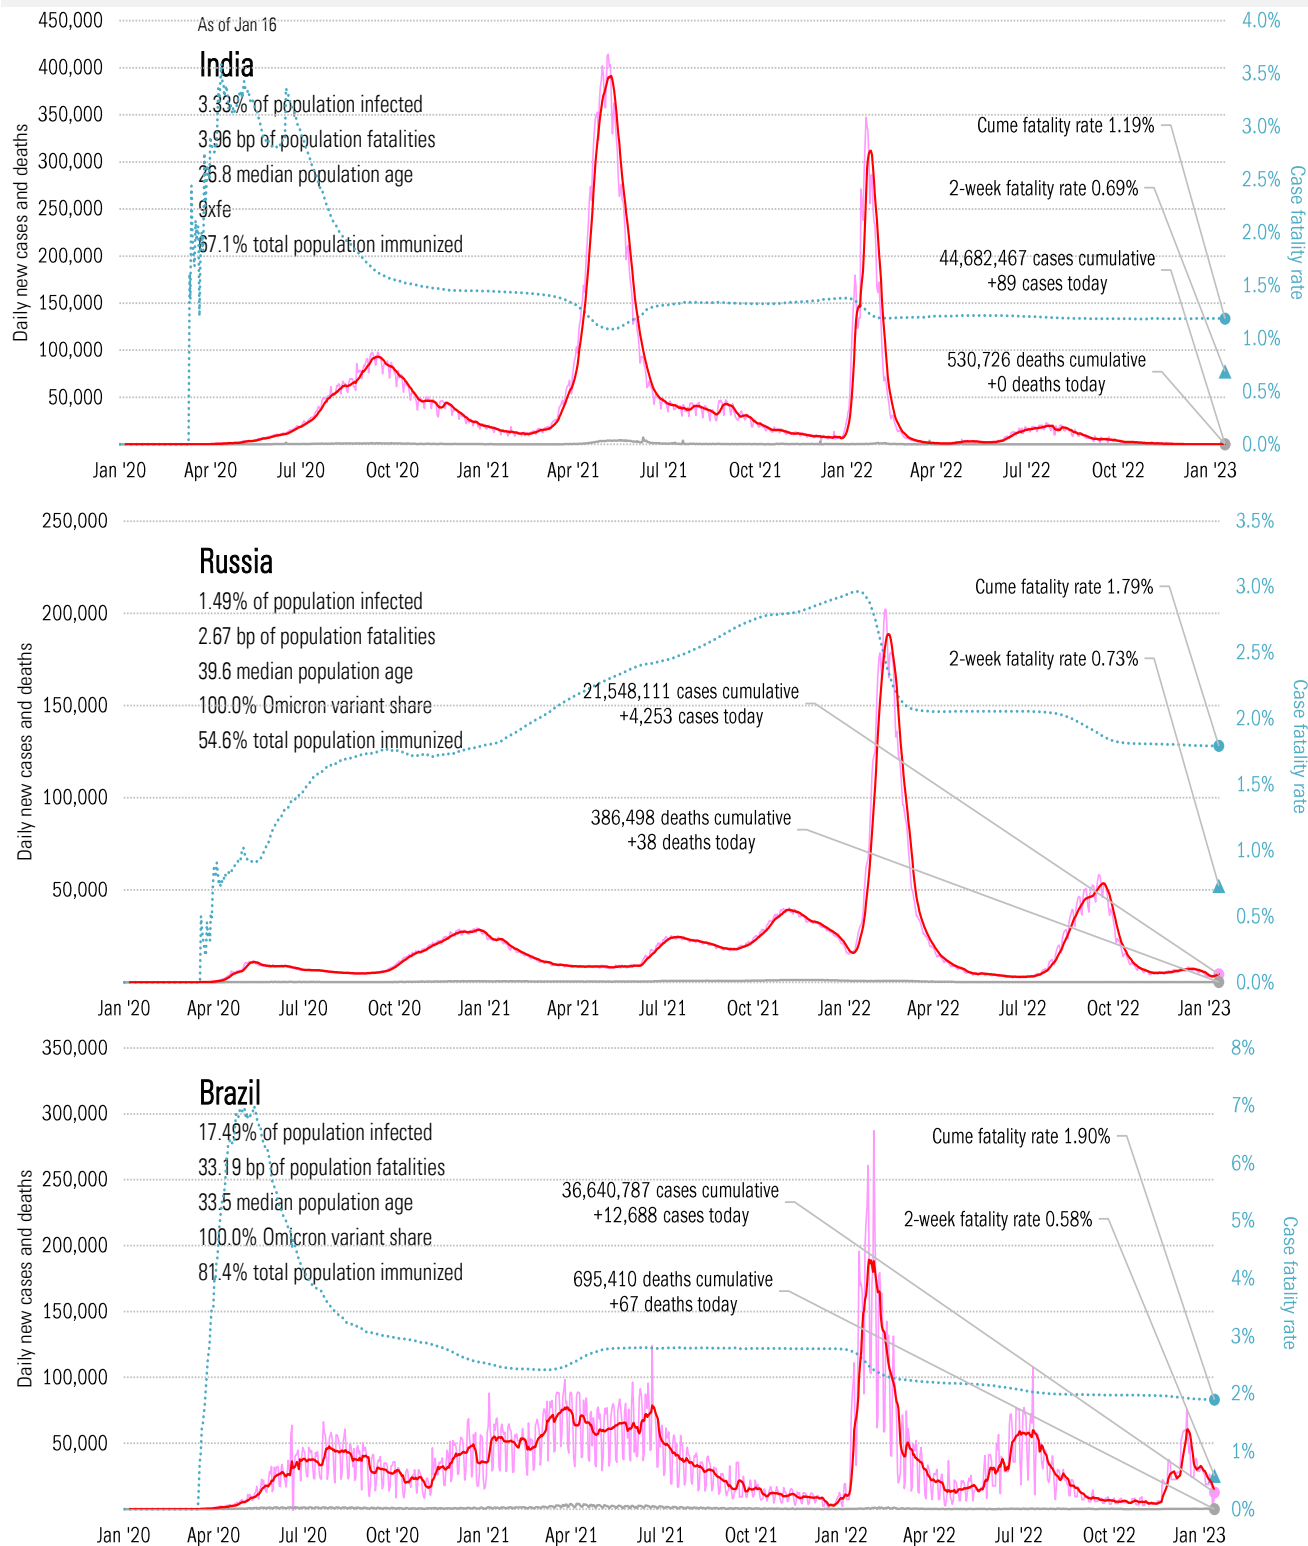 As of Jan 16
India
3.33% of population infected
3.96 bp of population fatalities
26.8 median population age
9xfe
67.1% total population immunized
Daily new cases and deaths
450,000
400,000
350,000
300,000
250,000
200,000
150,000
100,000
50,000
4.0%
3.5%
3.0%
2.5%
2.0%
1.5%
1.0%
0.5%
0.0%
Case fatality rate
Cume fatality rate 1.19%
2-week fatality rate 0.69%
44,682,467 cases cumulative
+89 cases today
530,726 deaths cumulative
+0 deaths today
Jan '20 Apr '20 Jul '20 Oct '20 Jan '21 Apr '21 Jul '21 Oct '21 Jan '22 Apr '22 Jul '22 Oct '22 Jan '23
Russia
1.49% of population infected
2.67 bp of population fatalities
39.6 median population age
100.0% Omicron variant share
54.6% total population immunized
Daily new cases and deaths
250,000
200,000
150,000
100,000
50,000
3.5%
3.0%
2.5%
2.0%
1.5%
1.0%
0.5%
0.0%
Case fatality rate
Cume fatality rate 1.79%
2-week fatality rate 0.73%
21,548,111 cases cumulative
+4,253 cases today
386,498 deaths cumulative
+38 deaths today
Jan '20 Apr '20 Jul '20 Oct '20 Jan '21 Apr '21 Jul '21 Oct '21 Jan '22 Apr '22 Jul '22 Oct '22 Jan '23
Brazil
17.49% of population infected
33.19 bp of population fatalities
33.5 median population age
100.0% Omicron variant share
81.4% total population immunized
Daily new cases and deaths
350,000
300,000
250,000
200,000
150,000
100,000
50,000
8%
7%
6%
5%
4%
3%
2%
1%
0%
Case fatality rate
Cume fatality rate 1.90%
2-week fatality rate 0.58%
36,640,787 cases cumulative
+12,688 cases today
695,410 deaths cumulative
+67 deaths today
Jan '20 Apr '20 Jul '20 Oct '20 Jan '21 Apr '21 Jul '21 Oct '21 Jan '22 Apr '22 Jul '22 Oct '22 Jan '23